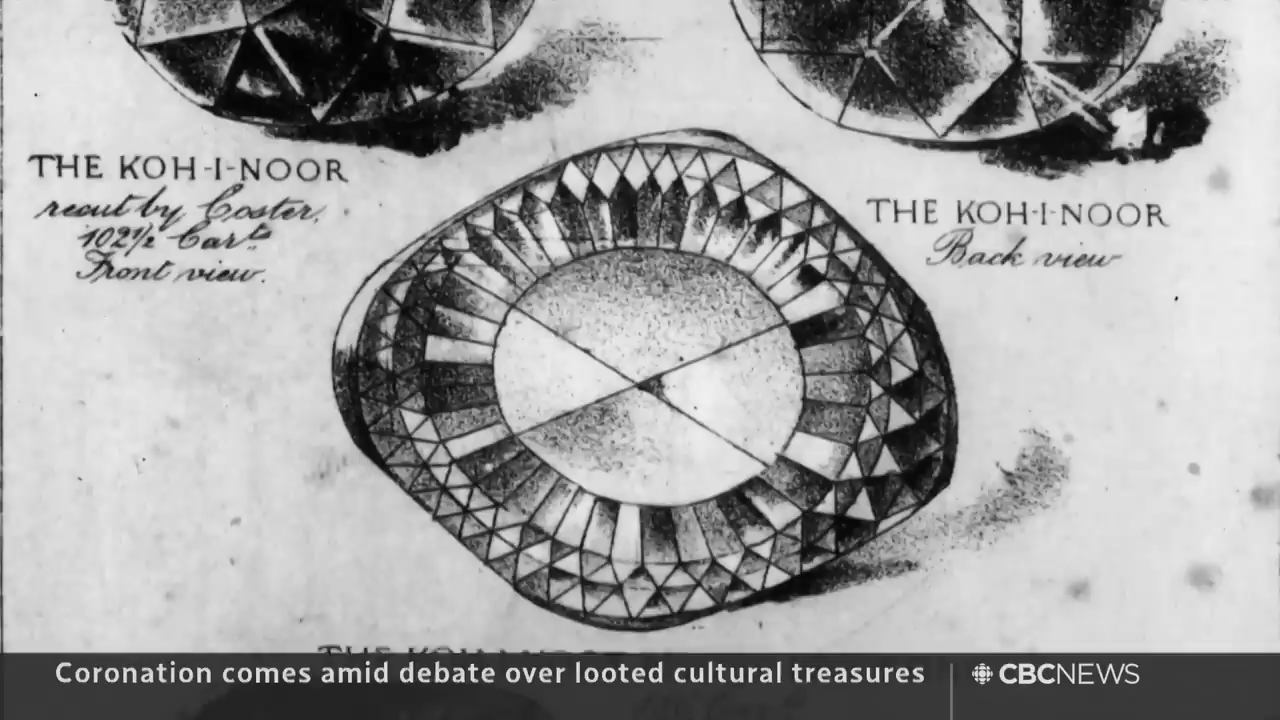 THE KOH-I-NOOR
recut by Coster.
102½ Carts
Front view.
THE KOH-I-NOOR
Back view
Coronation comes amid debate over looted cultural treasures
CBCNEWS